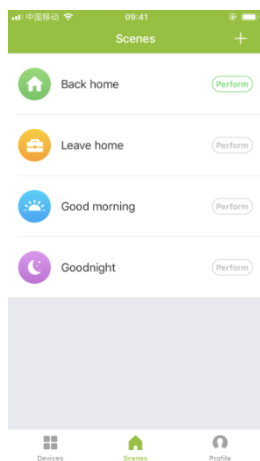 中国移动 09:41
Scenes
Back home Perform
Leave home Perform
Good morning Perform
Goodnight Perform
Devices Scenes Profile